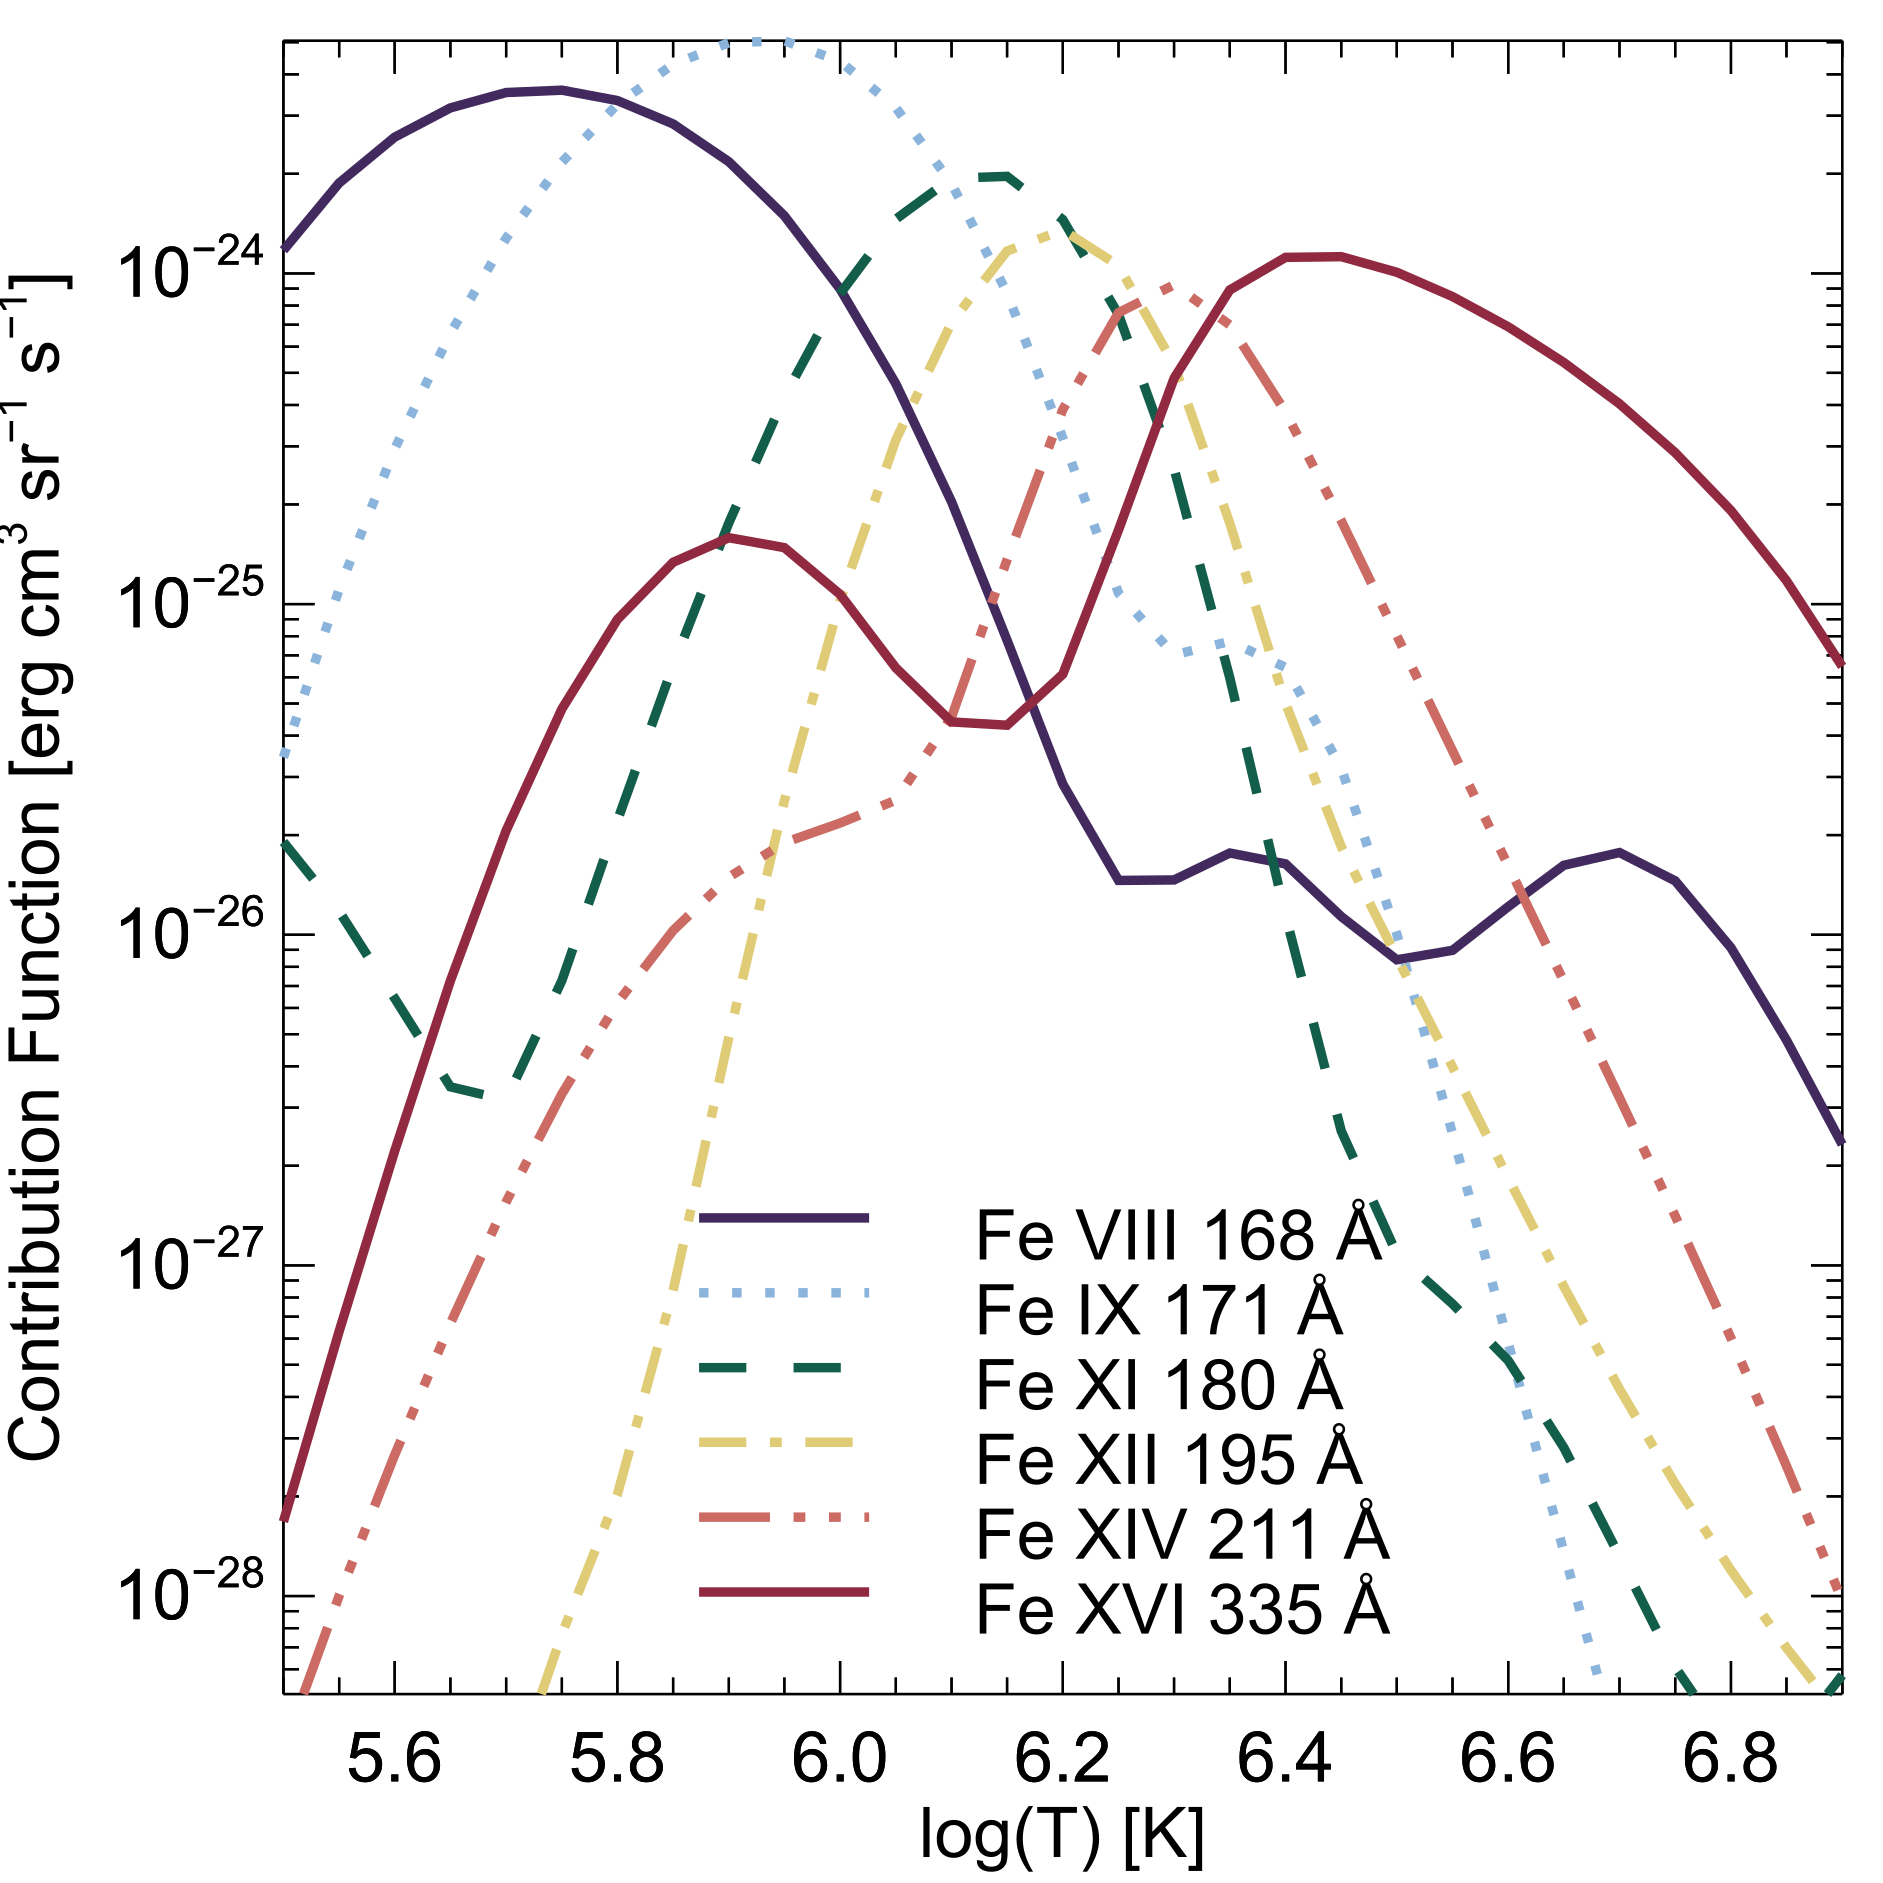 Contribution Function [erg cm³ sr⁻¹ s⁻¹]
10⁻²⁴
10⁻²⁵
10⁻²⁶
10⁻²⁷
10⁻²⁸
Fe VIII 168 Å
Fe IX 171 Å
Fe XI 180 Å
Fe XII 195 Å
Fe XIV 211 Å
Fe XVI 335 Å
5.6 5.8 6.0 6.2 6.4 6.6 6.8
log(T) [K]